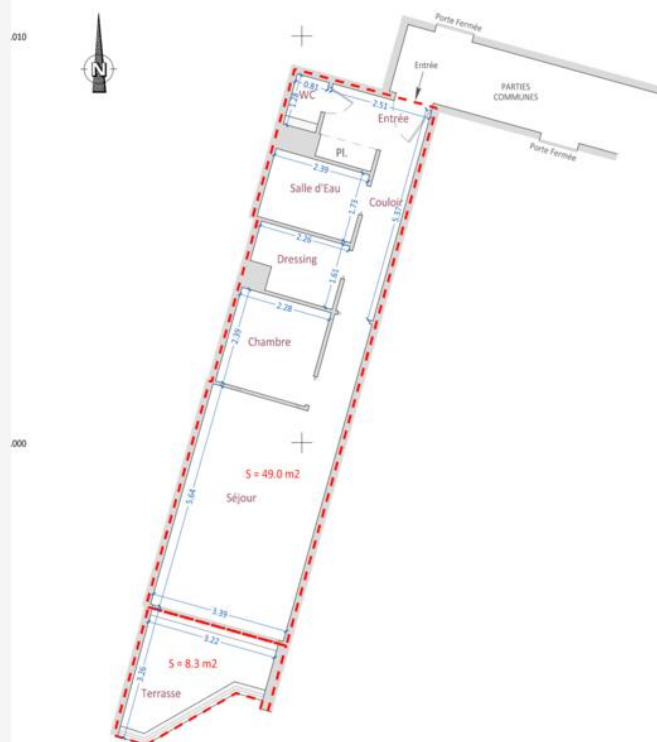 .010
N
Porte Fermée
Entrée
PARTIES
COMMUNES
Porte Fermée
0.81
WC
2.51
Entrée
Pl.
2.39
Salle d'Eau
1.73
Couloir
5.37
2.26
Dressing
1.61
2.28
Chambre
2.39
.000
S = 49.0 m2
Séjour
5.64
3.39
3.22
S = 8.3 m2
3.26
Terrasse